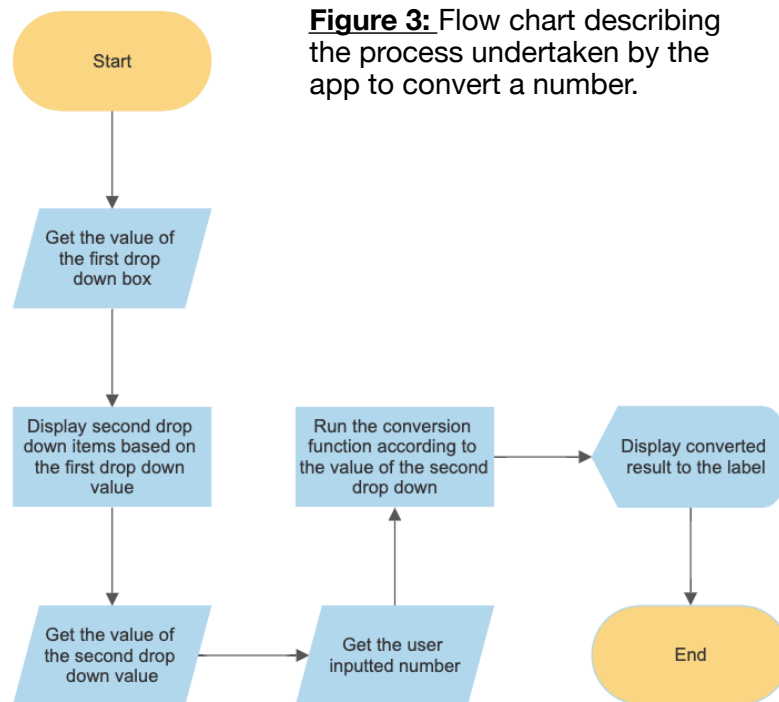 Figure 3: Flow chart describing
the process undertaken by the
app to convert a number.
Start
Get the value of
the first drop
down box
Display second drop
down items based on
the first drop down
value
Get the value of
the second drop
down value
Get the user
inputted number
Run the conversion
function according to
the value of the second
drop down
Display converted
result to the label
End